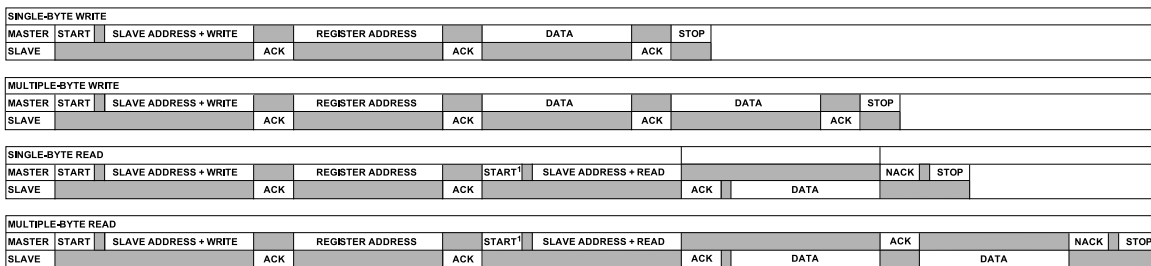 SINGLE-BYTE WRITE
MASTER START SLAVE ADDRESS + WRITE REGISTER ADDRESS DATA STOP
SLAVE ACK ACK ACK
MULTIPLE-BYTE WRITE
MASTER START SLAVE ADDRESS + WRITE REGISTER ADDRESS DATA DATA STOP
SLAVE ACK ACK ACK ACK
SINGLE-BYTE READ
MASTER START SLAVE ADDRESS + WRITE REGISTER ADDRESS START¹ SLAVE ADDRESS + READ NACK STOP
SLAVE ACK ACK ACK DATA
MULTIPLE-BYTE READ
MASTER START SLAVE ADDRESS + WRITE REGISTER ADDRESS START¹ SLAVE ADDRESS + READ ACK NACK STOP
SLAVE ACK ACK ACK DATA DATA